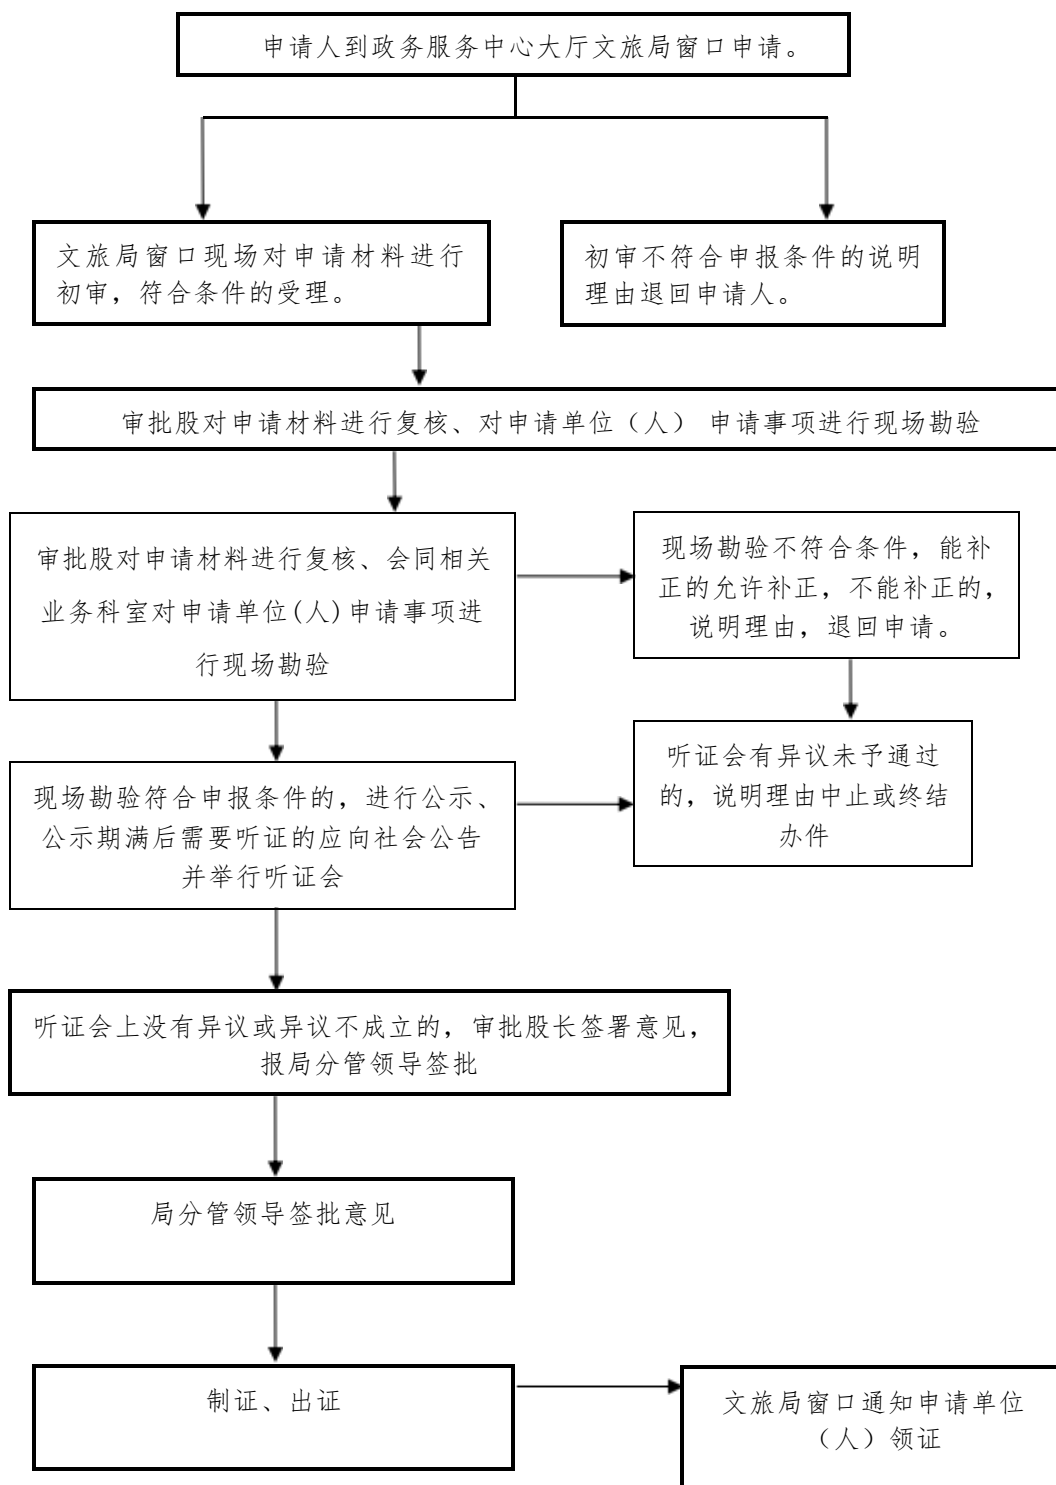 申请人到政务服务中心大厅文旅局窗口申请。
文旅局窗口现场对申请材料进行
初审，符合条件的受理。
初审不符合申报条件的说明
理由退回申请人。
审批股对申请材料进行复核、对申请单位（人） 申请事项进行现场勘验
审批股对申请材料进行复核、会同相关
业务科室对申请单位(人)申请事项进
行现场勘验
现场勘验不符合条件，能补
正的允许补正，不能补正的，
说明理由，退回申请。
现场勘验符合申报条件的，进行公示、
公示期满后需要听证的应向社会公告
并举行听证会
听证会有异议未予通过
的，说明理由中止或终结
办件
听证会上没有异议或异议不成立的，审批股长签署意见，
报局分管领导签批
局分管领导签批意见
制证、出证
文旅局窗口通知申请单位
（人）领证